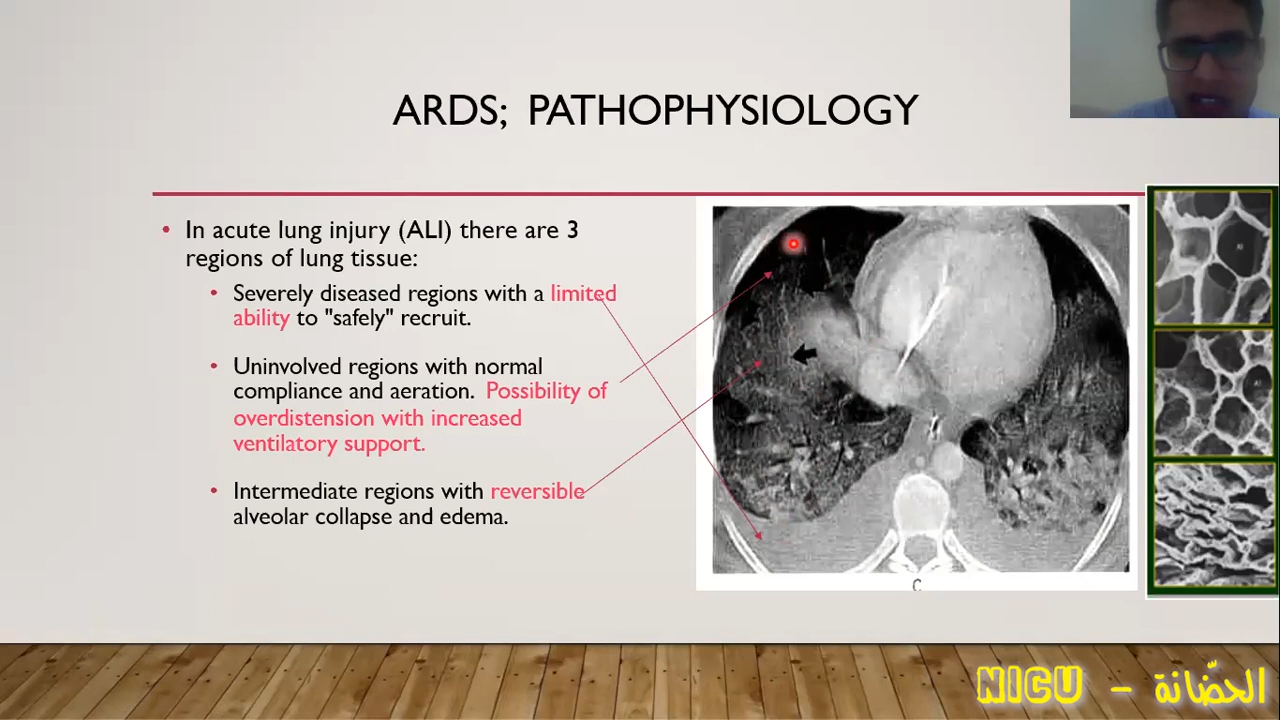 ARDS; PATHOPHYSIOLOGY
• In acute lung injury (ALI) there are 3
regions of lung tissue:
• Severely diseased regions with a limited
ability to "safely" recruit.
• Uninvolved regions with normal
compliance and aeration. Possibility of
overdistension with increased
ventilatory support.
• Intermediate regions with reversible
alveolar collapse and edema.
C
NICU - الحضّانة